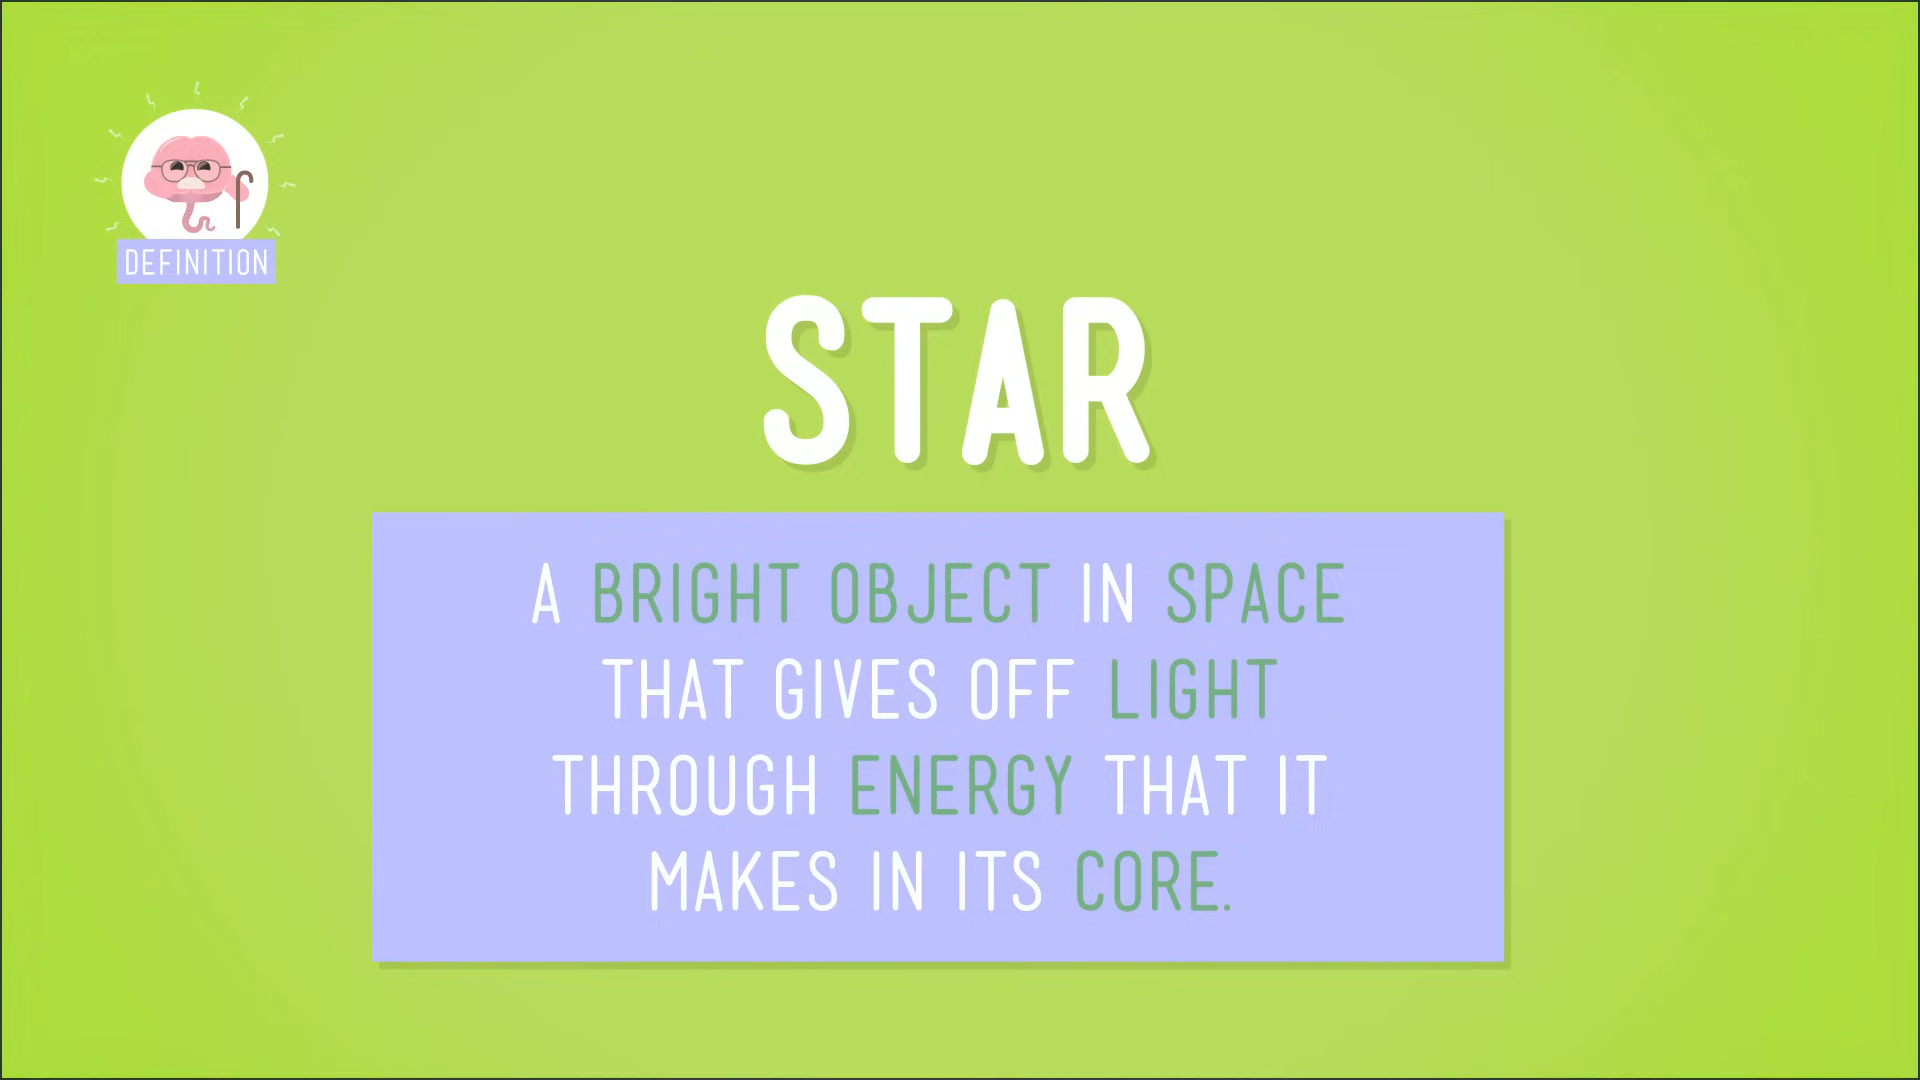 DEFINITION
STAR
A BRIGHT OBJECT IN SPACE
THAT GIVES OFF LIGHT
THROUGH ENERGY THAT IT
MAKES IN ITS CORE.